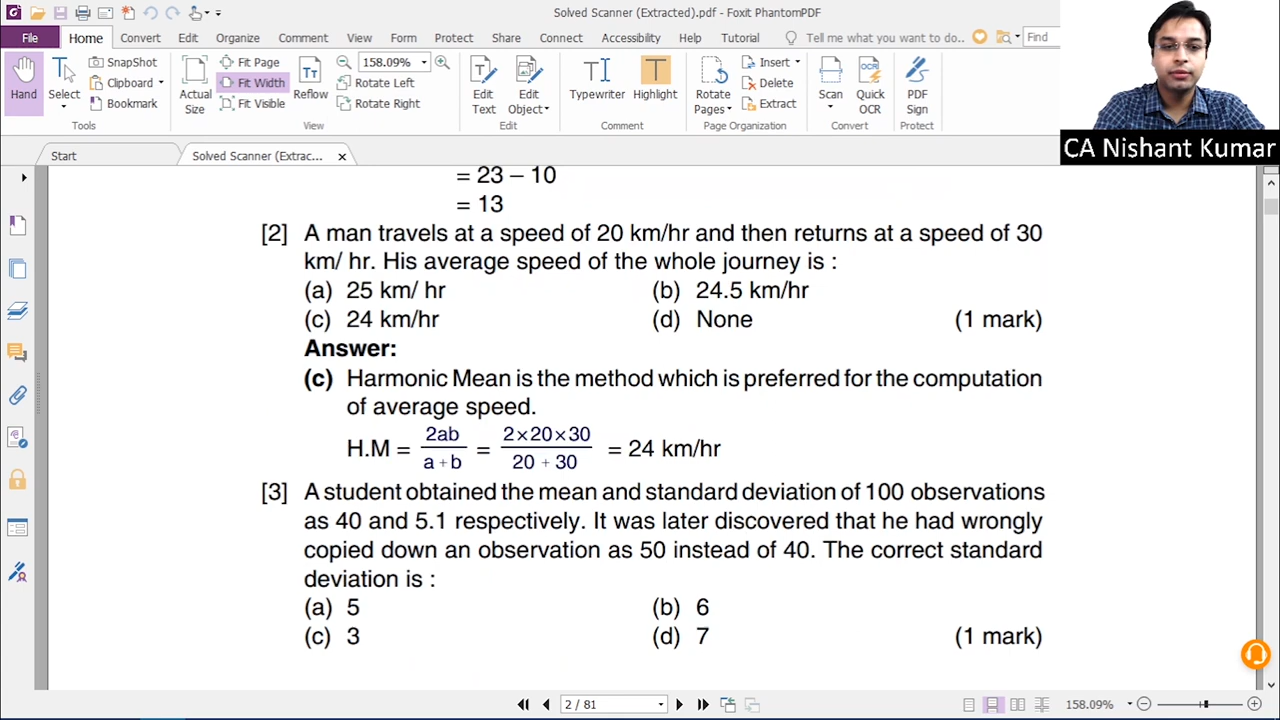 Solved Scanner (Extracted).pdf - Foxit PhantomPDF
File Home Convert Edit Organize Comment View Form Protect Share Connect Accessibility Help Tutorial Tell me what you want to do.. Find
Hand
Select
SnapShot
Clipboard
Bookmark
Tools
Actual Size
Fit Page
Fit Width
Fit Visible
Reflow
158.09%
Rotate Left
Rotate Right
View
Edit Text
Edit Object
Edit
Typewriter
Highlight
Comment
Rotate Pages
Insert
Delete
Extract
Page Organization
Scan
Quick OCR
Convert
PDF Sign
Protect
CA Nishant Kumar
Start
Solved Scanner (Extrac...
= 23 – 10
= 13
[2] A man travels at a speed of 20 km/hr and then returns at a speed of 30
km/ hr. His average speed of the whole journey is :
(a) 25 km/ hr (b) 24.5 km/hr
(c) 24 km/hr (d) None (1 mark)
Answer:
(c) Harmonic Mean is the method which is preferred for the computation
of average speed.
H.M = 2ab / a + b = 2×20×30 / 20 + 30 = 24 km/hr
[3] A student obtained the mean and standard deviation of 100 observations
as 40 and 5.1 respectively. It was later discovered that he had wrongly
copied down an observation as 50 instead of 40. The correct standard
deviation is :
(a) 5 (b) 6
(c) 3 (d) 7 (1 mark)
2 / 81
158.09%